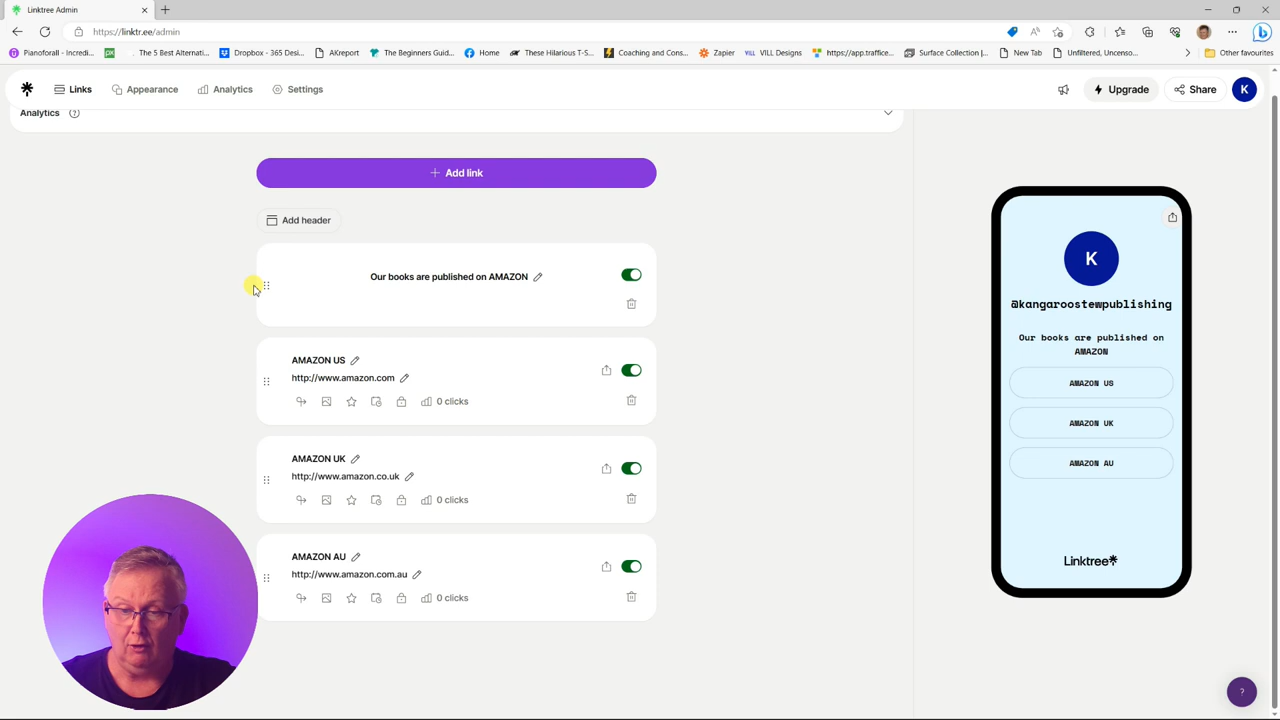 Linktree Admin
https://linktr.ee/admin
Pianoforall - Incredi...
The 5 Best Alternati...
Dropbox - 365 Desi...
AKreport
The Beginners Guid...
Home
These Hilarious T-S...
Coaching and Cons...
Zapier
VILL Designs
https://app.traffice...
Surface Collection |...
New Tab
Unfiltered, Uncenso...
Other favourites
Links
Appearance
Analytics
Settings
Upgrade
Share
K
Analytics
Add link
Add header
Our books are published on AMAZON
AMAZON US
http://www.amazon.com
0 clicks
AMAZON UK
http://www.amazon.co.uk
0 clicks
AMAZON AU
http://www.amazon.com.au
0 clicks
K
@kangaroostewpublishing
Our books are published on
AMAZON
AMAZON US
AMAZON UK
AMAZON AU
Linktree